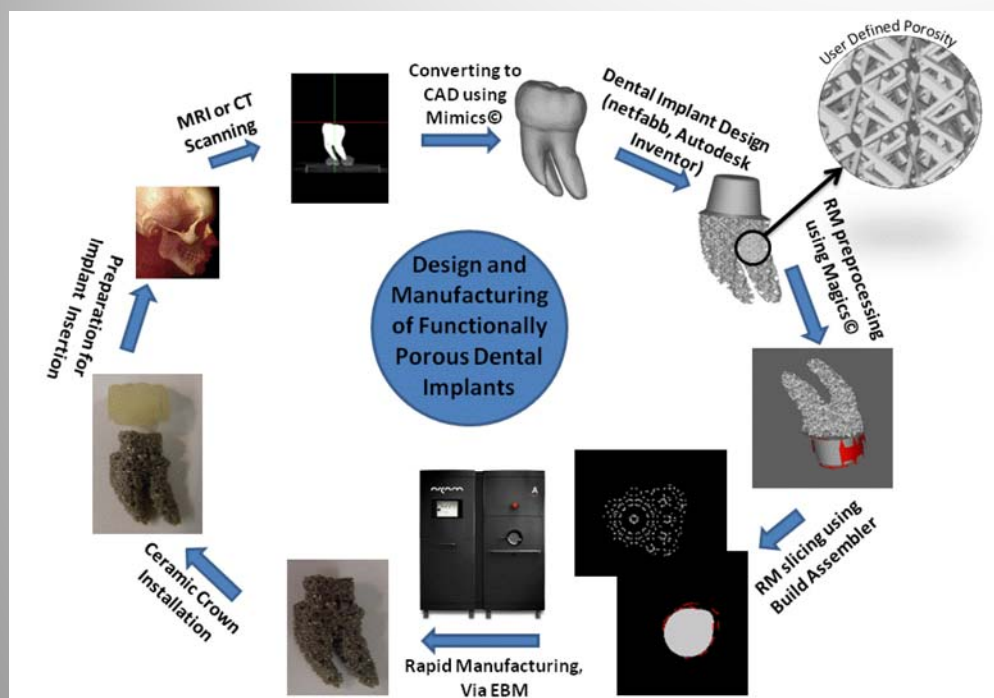 User Defined Porosity
MRI or CT
Scanning
Converting to
CAD using
Mimics©
Dental Implant Design
(netfabb, Autodesk
Inventor)
RM preprocessing
using Magics©
RM slicing using
Build Assembler
Rapid Manufacturing,
Via EBM
Ceramic Crown
Installation
Preparation for
Implant Insertion
Design and
Manufacturing
of Functionally
Porous Dental
Implants
A